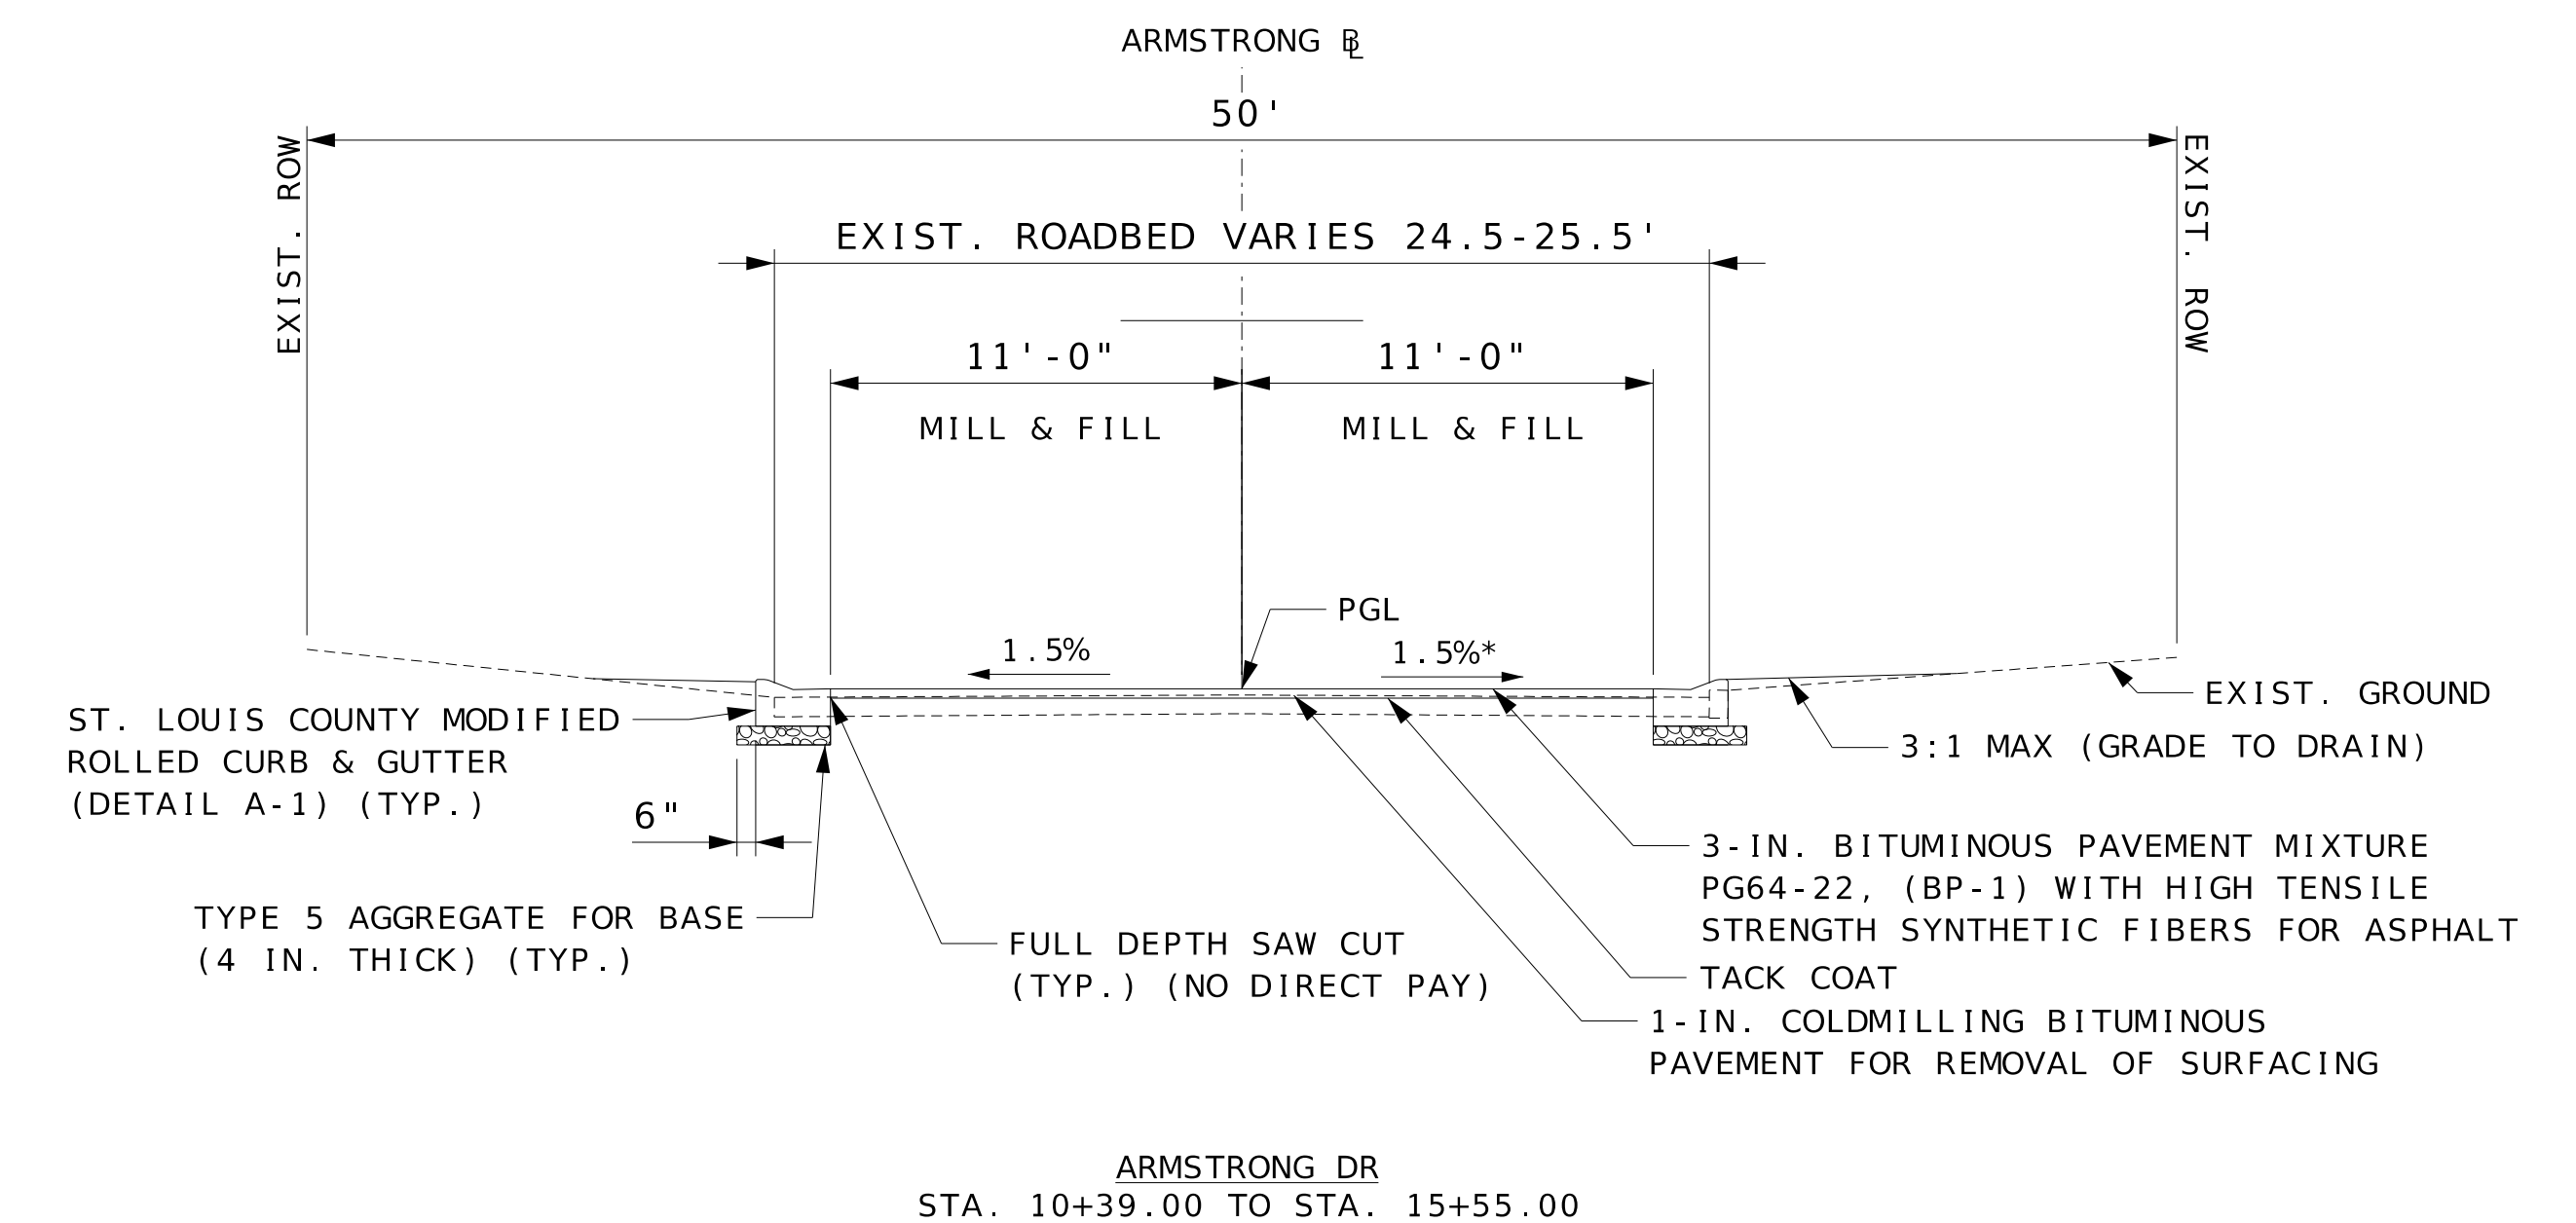 ARMSTRONG BL
50'
EXIST. ROW
EXIST. ROW
EXIST. ROADBED VARIES 24.5-25.5'
11'-0"
11'-0"
MILL & FILL
MILL & FILL
PGL
1.5%
1.5%*
ST. LOUIS COUNTY MODIFIED
ROLLED CURB & GUTTER
(DETAIL A-1) (TYP.)
EXIST. GROUND
3:1 MAX (GRADE TO DRAIN)
6"
3-IN. BITUMINOUS PAVEMENT MIXTURE
PG64-22, (BP-1) WITH HIGH TENSILE
STRENGTH SYNTHETIC FIBERS FOR ASPHALT
TYPE 5 AGGREGATE FOR BASE
(4 IN. THICK) (TYP.)
FULL DEPTH SAW CUT
(TYP.) (NO DIRECT PAY)
TACK COAT
1-IN. COLDMILLING BITUMINOUS
PAVEMENT FOR REMOVAL OF SURFACING
ARMSTRONG DR
STA. 10+39.00 TO STA. 15+55.00